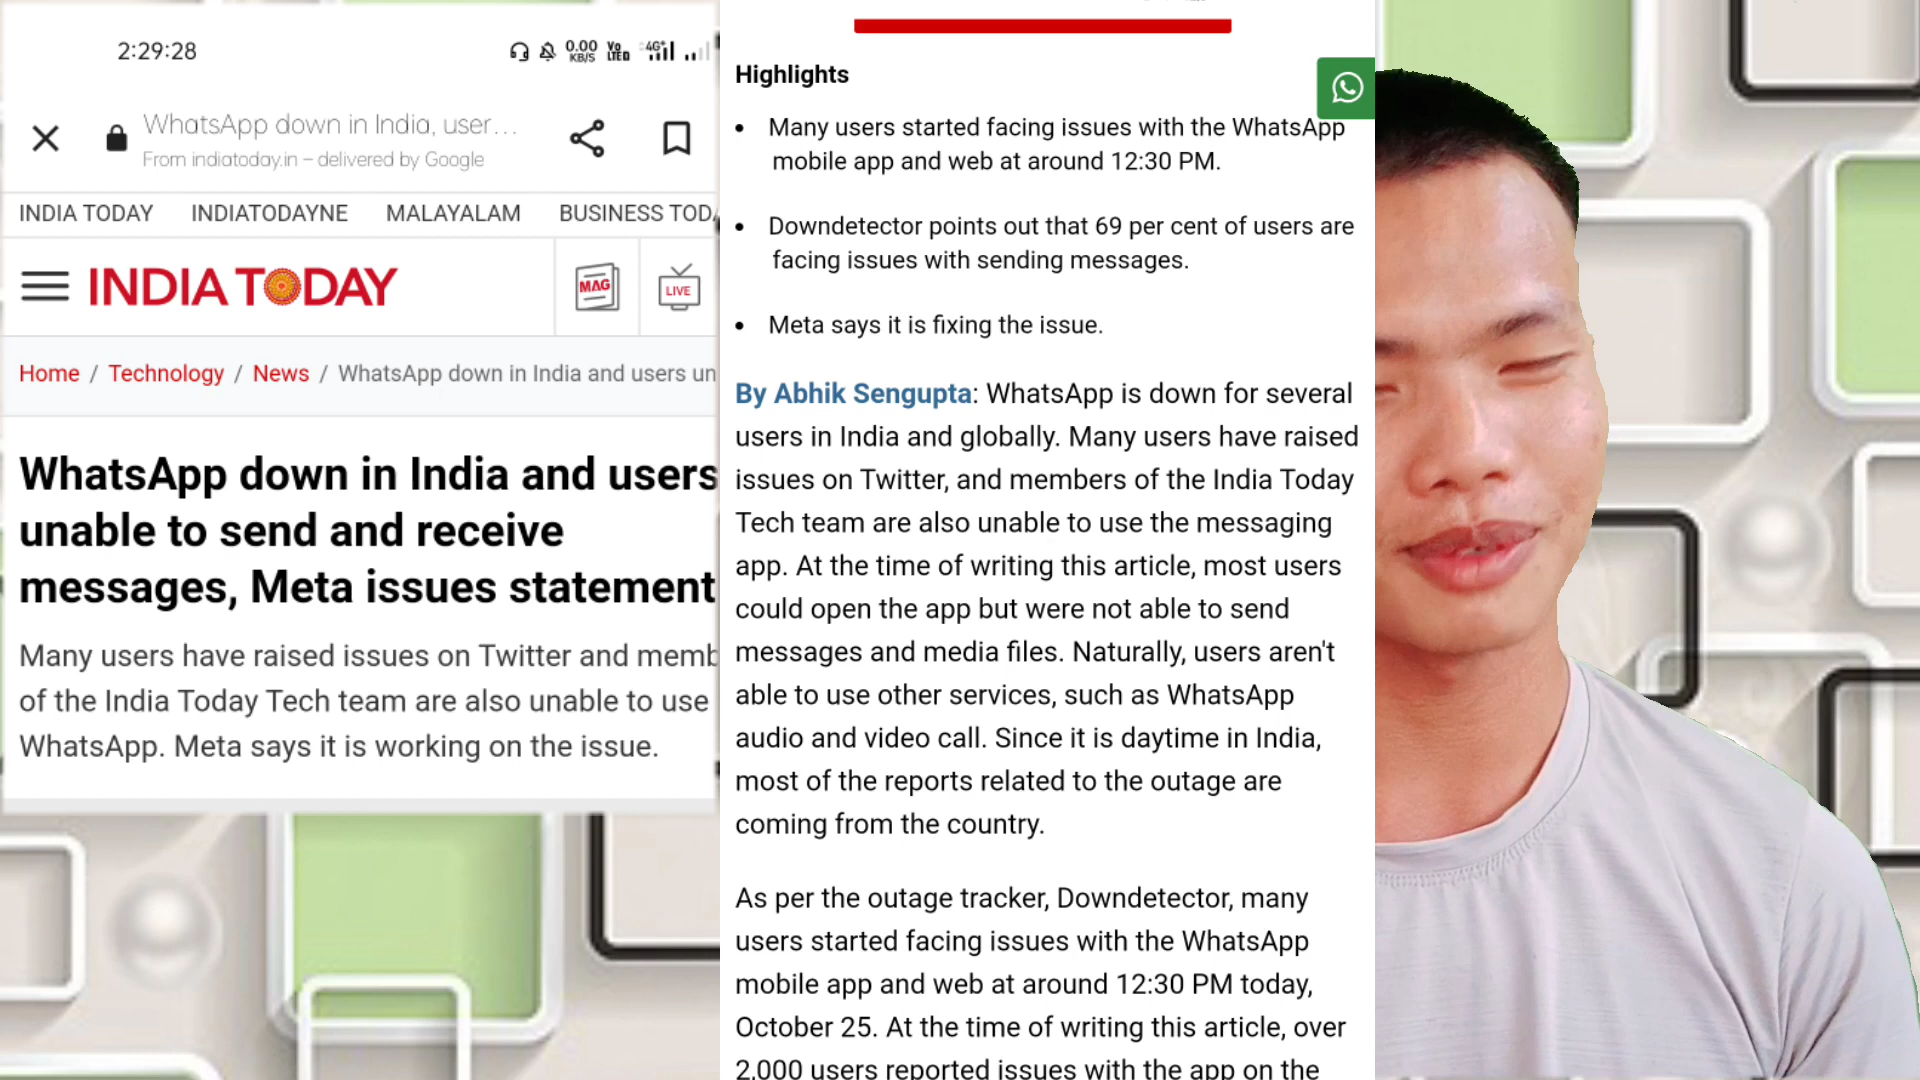 2:29:28
0.00 KB/S
Vo LTE
4G+
WhatsApp down in India, user...
From indiatoday.in – delivered by Google
INDIA TODAY INDIATODAYNE MALAYALAM BUSINESS TODA
INDIA TODAY
MAG
LIVE
Home / Technology / News / WhatsApp down in India and users un
WhatsApp down in India and users
unable to send and receive
messages, Meta issues statement
Many users have raised issues on Twitter and memb
of the India Today Tech team are also unable to use
WhatsApp. Meta says it is working on the issue.
Highlights
• Many users started facing issues with the WhatsApp
mobile app and web at around 12:30 PM.
• Downdetector points out that 69 per cent of users are
facing issues with sending messages.
• Meta says it is fixing the issue.
By Abhik Sengupta: WhatsApp is down for several
users in India and globally. Many users have raised
issues on Twitter, and members of the India Today
Tech team are also unable to use the messaging
app. At the time of writing this article, most users
could open the app but were not able to send
messages and media files. Naturally, users aren't
able to use other services, such as WhatsApp
audio and video call. Since it is daytime in India,
most of the reports related to the outage are
coming from the country.
As per the outage tracker, Downdetector, many
users started facing issues with the WhatsApp
mobile app and web at around 12:30 PM today,
October 25. At the time of writing this article, over
2,000 users reported issues with the app on the